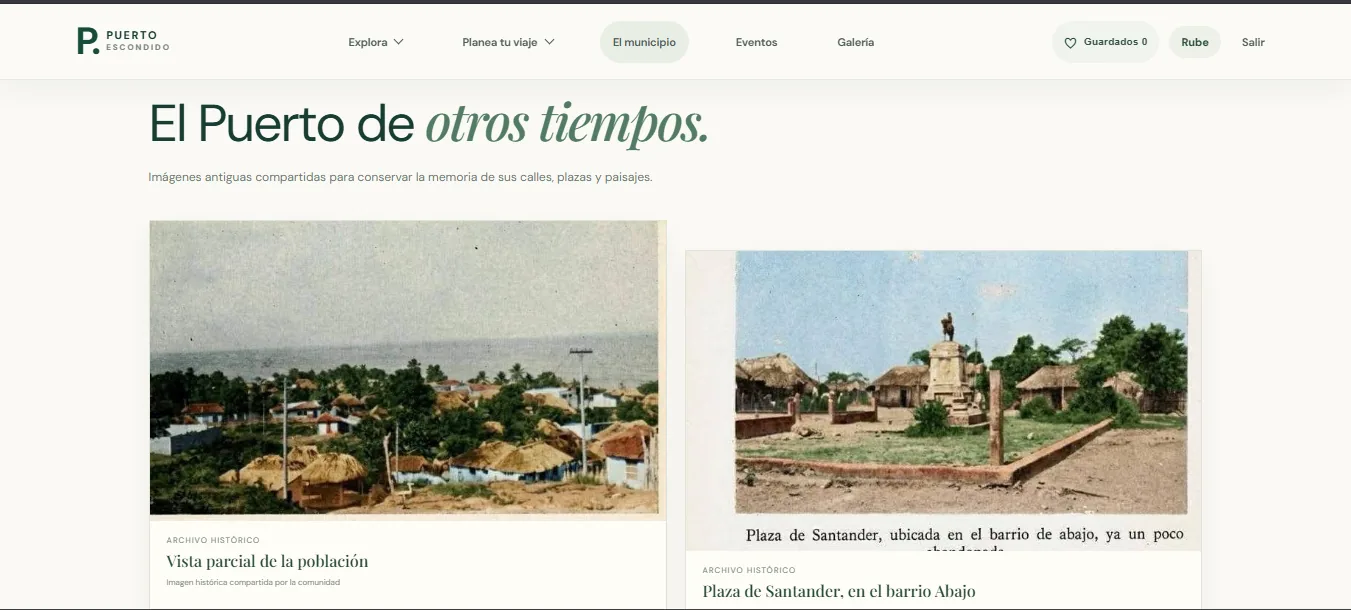 P. PUERTO
ESCONDIDO
Explora
Planea tu viaje
El municipio
Eventos
Galería
Guardados 0
Rube
Salir
El Puerto de otros tiempos.
Imágenes antiguas compartidas para conservar la memoria de sus calles, plazas y paisajes.
ARCHIVO HISTÓRICO
Vista parcial de la población
Imagen histórica compartida por la comunidad
Plaza de Santander, ubicada en el barrio de abajo, ya un poco
ARCHIVO HISTÓRICO
Plaza de Santander, en el barrio Abajo